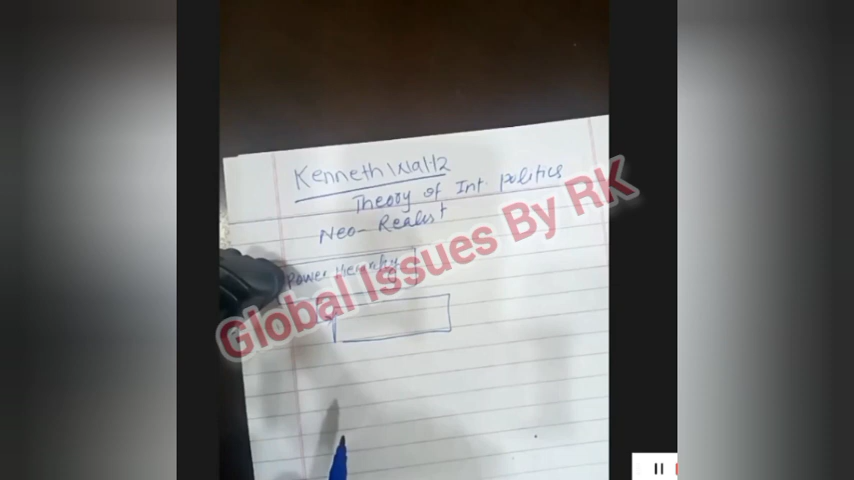 Kenneth Waltz
Theory of Int. politics
Neo-Realist
Power Hierarchy
Global Issues By RK